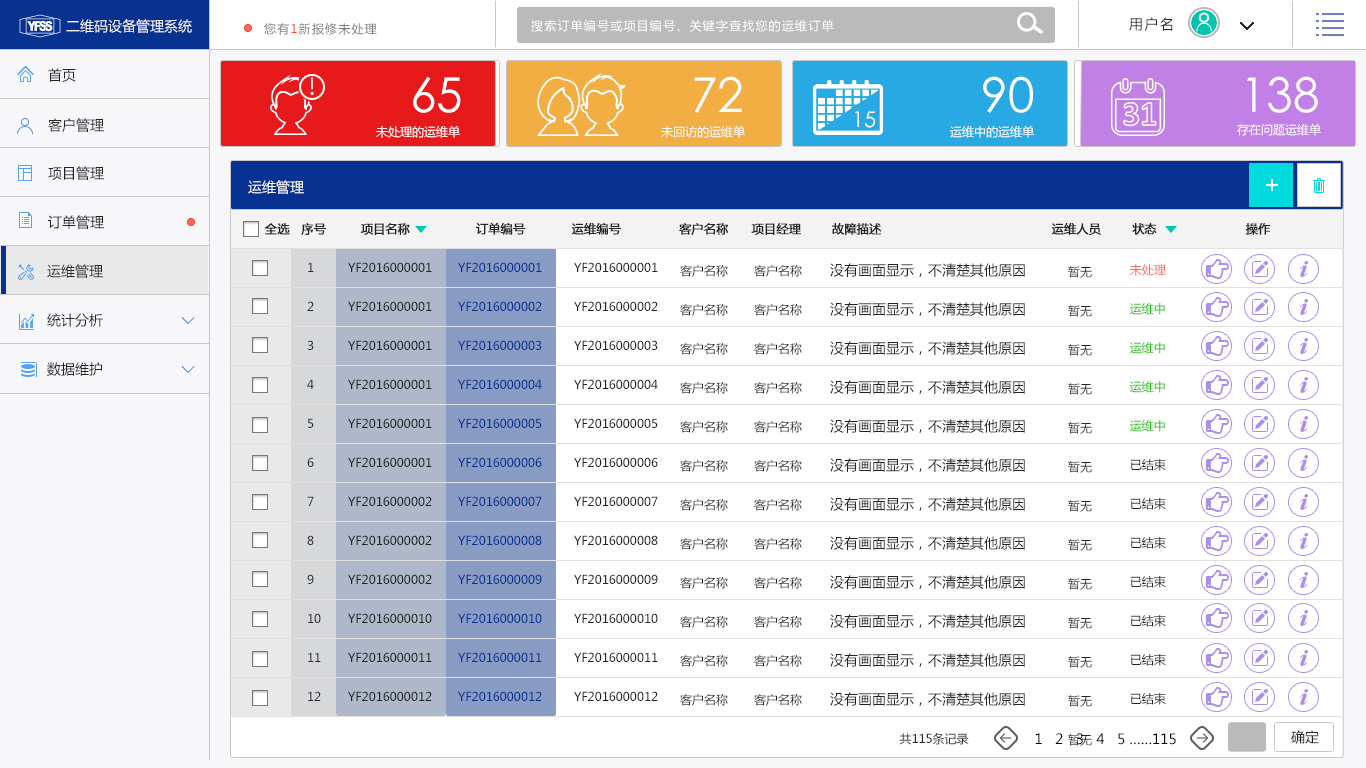 YFSS 二维码设备管理系统
您有1新报修未处理
搜索订单编号或项目编号、关键字查找您的运维订单
用户名
首页
客户管理
项目管理
订单管理
运维管理
统计分析
数据维护
65
未处理的运维单
72
未回访的运维单
15
90
运维中的运维单
31
138
存在问题运维单
运维管理
全选 序号 项目名称 订单编号 运维编号 客户名称 项目经理 故障描述 运维人员 状态 操作
1 YF2016000001 YF2016000001 YF2016000001 客户名称 客户名称 没有画面显示，不清楚其他原因 暂无 未处理
2 YF2016000001 YF2016000002 YF2016000002 客户名称 客户名称 没有画面显示，不清楚其他原因 暂无 运维中
3 YF2016000001 YF2016000003 YF2016000003 客户名称 客户名称 没有画面显示，不清楚其他原因 暂无 运维中
4 YF2016000001 YF2016000004 YF2016000004 客户名称 客户名称 没有画面显示，不清楚其他原因 暂无 运维中
5 YF2016000001 YF2016000005 YF2016000005 客户名称 客户名称 没有画面显示，不清楚其他原因 暂无 运维中
6 YF2016000001 YF2016000006 YF2016000006 客户名称 客户名称 没有画面显示，不清楚其他原因 暂无 已结束
7 YF2016000002 YF2016000007 YF2016000007 客户名称 客户名称 没有画面显示，不清楚其他原因 暂无 已结束
8 YF2016000002 YF2016000008 YF2016000008 客户名称 客户名称 没有画面显示，不清楚其他原因 暂无 已结束
9 YF2016000002 YF2016000009 YF2016000009 客户名称 客户名称 没有画面显示，不清楚其他原因 暂无 已结束
10 YF2016000010 YF2016000010 YF2016000010 客户名称 客户名称 没有画面显示，不清楚其他原因 暂无 已结束
11 YF2016000011 YF2016000011 YF2016000011 客户名称 客户名称 没有画面显示，不清楚其他原因 暂无 已结束
12 YF2016000012 YF2016000012 YF2016000012 客户名称 客户名称 没有画面显示，不清楚其他原因 暂无 已结束
共115条记录 1 2 暂无 3 4 5 ......115 确定